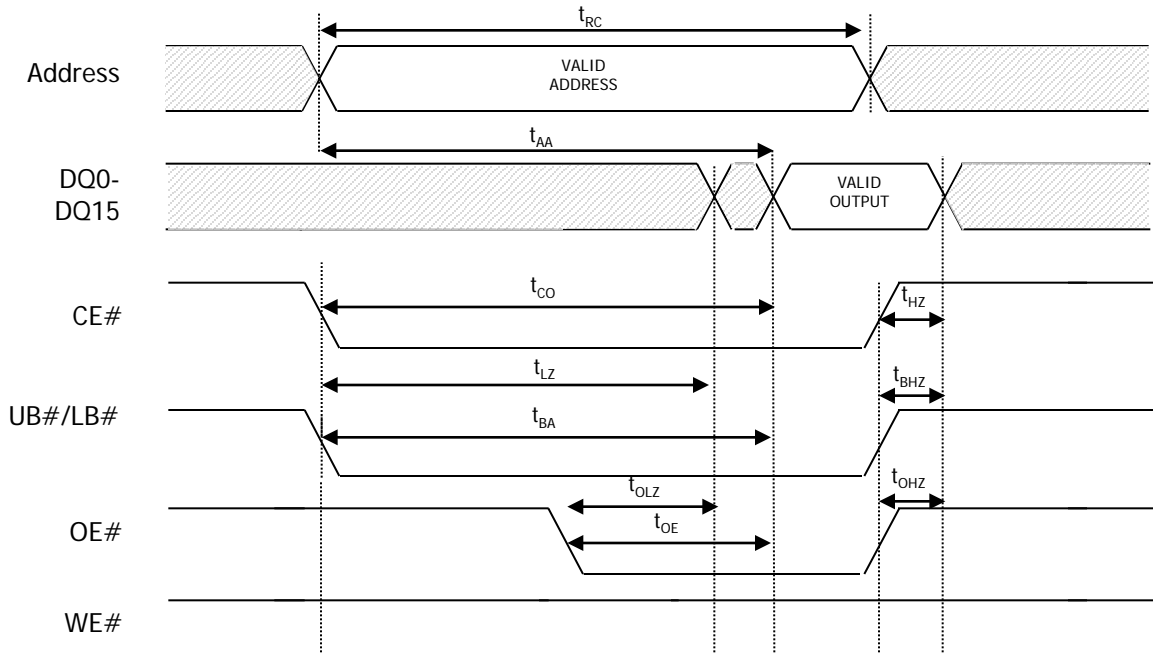 tRC
Address
VALID
ADDRESS
tAA
DQ0-
DQ15
VALID
OUTPUT
CE#
tCO
tHZ
tLZ
tBHZ
UB#/LB#
tBA
tOLZ
tOHZ
OE#
tOE
WE#